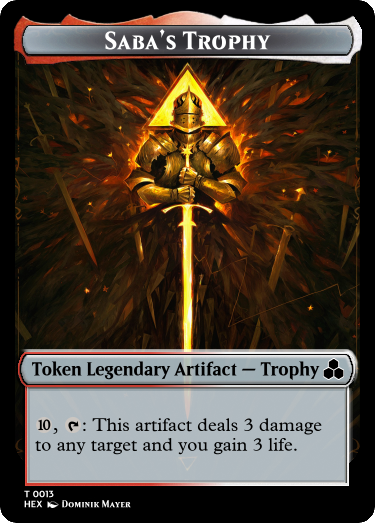 Saba's Trophy
Token Legendary Artifact — Trophy
10, : This artifact deals 3 damage
to any target and you gain 3 life.
T 0013
HEX Dominik Mayer